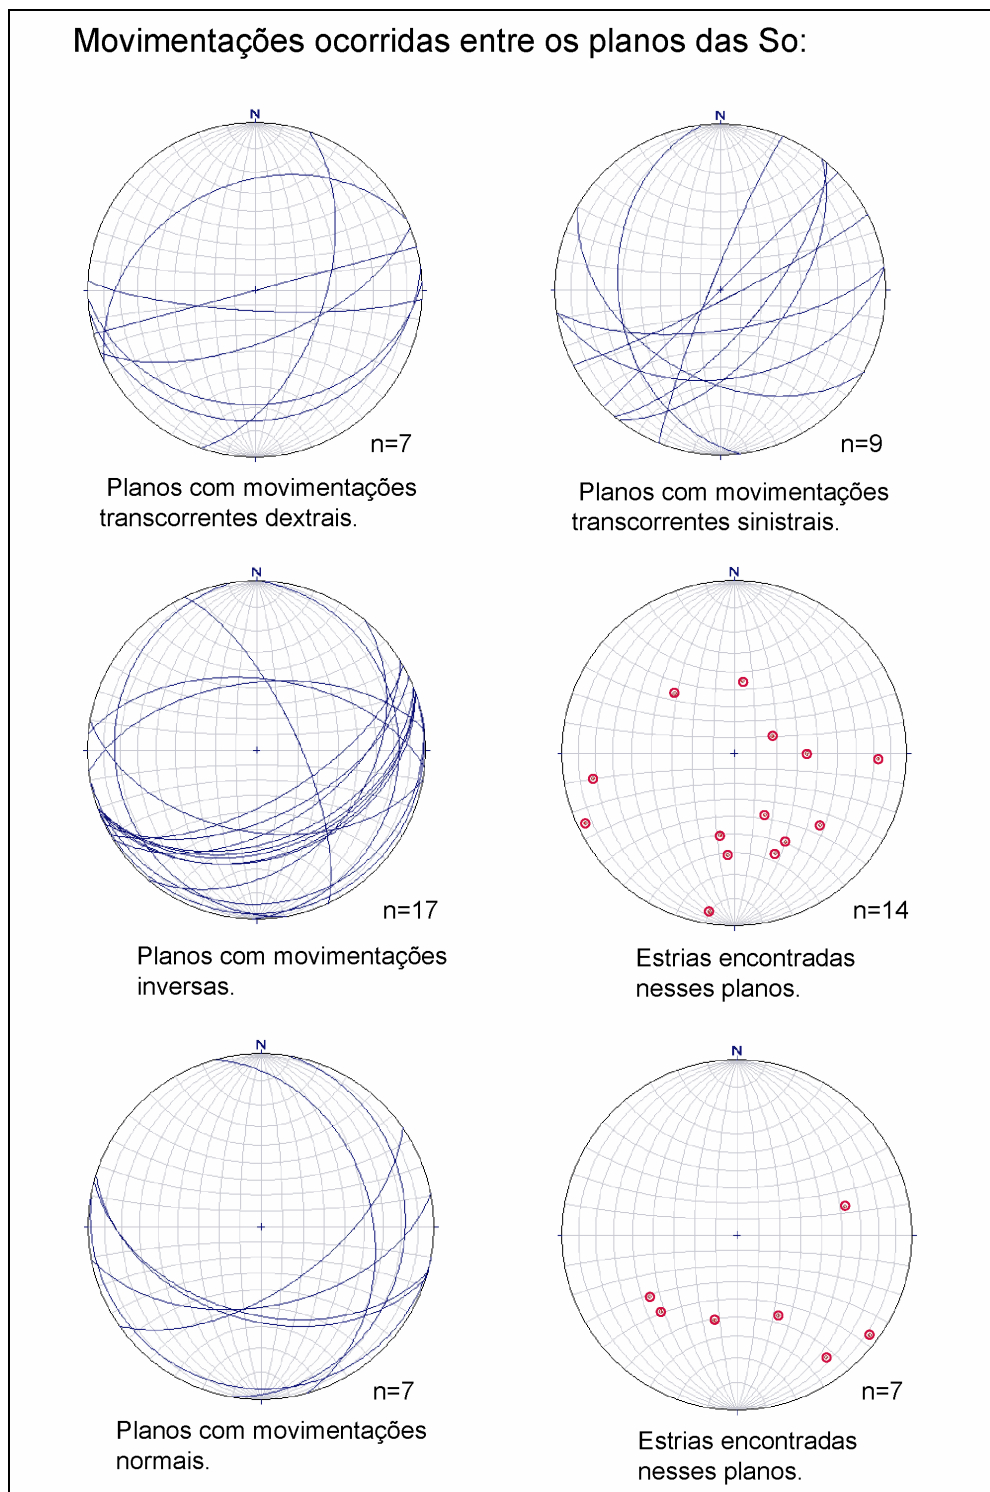 Movimentações ocorridas entre os planos das So:
N
N
n=7
n=9
Planos com movimentações
transcorrentes dextrais.
Planos com movimentações
transcorrentes sinistrais.
N
N
n=17
n=14
Planos com movimentações
inversas.
Estrias encontradas
nesses planos.
N
N
n=7
n=7
Planos com movimentações
normais.
Estrias encontradas
nesses planos.